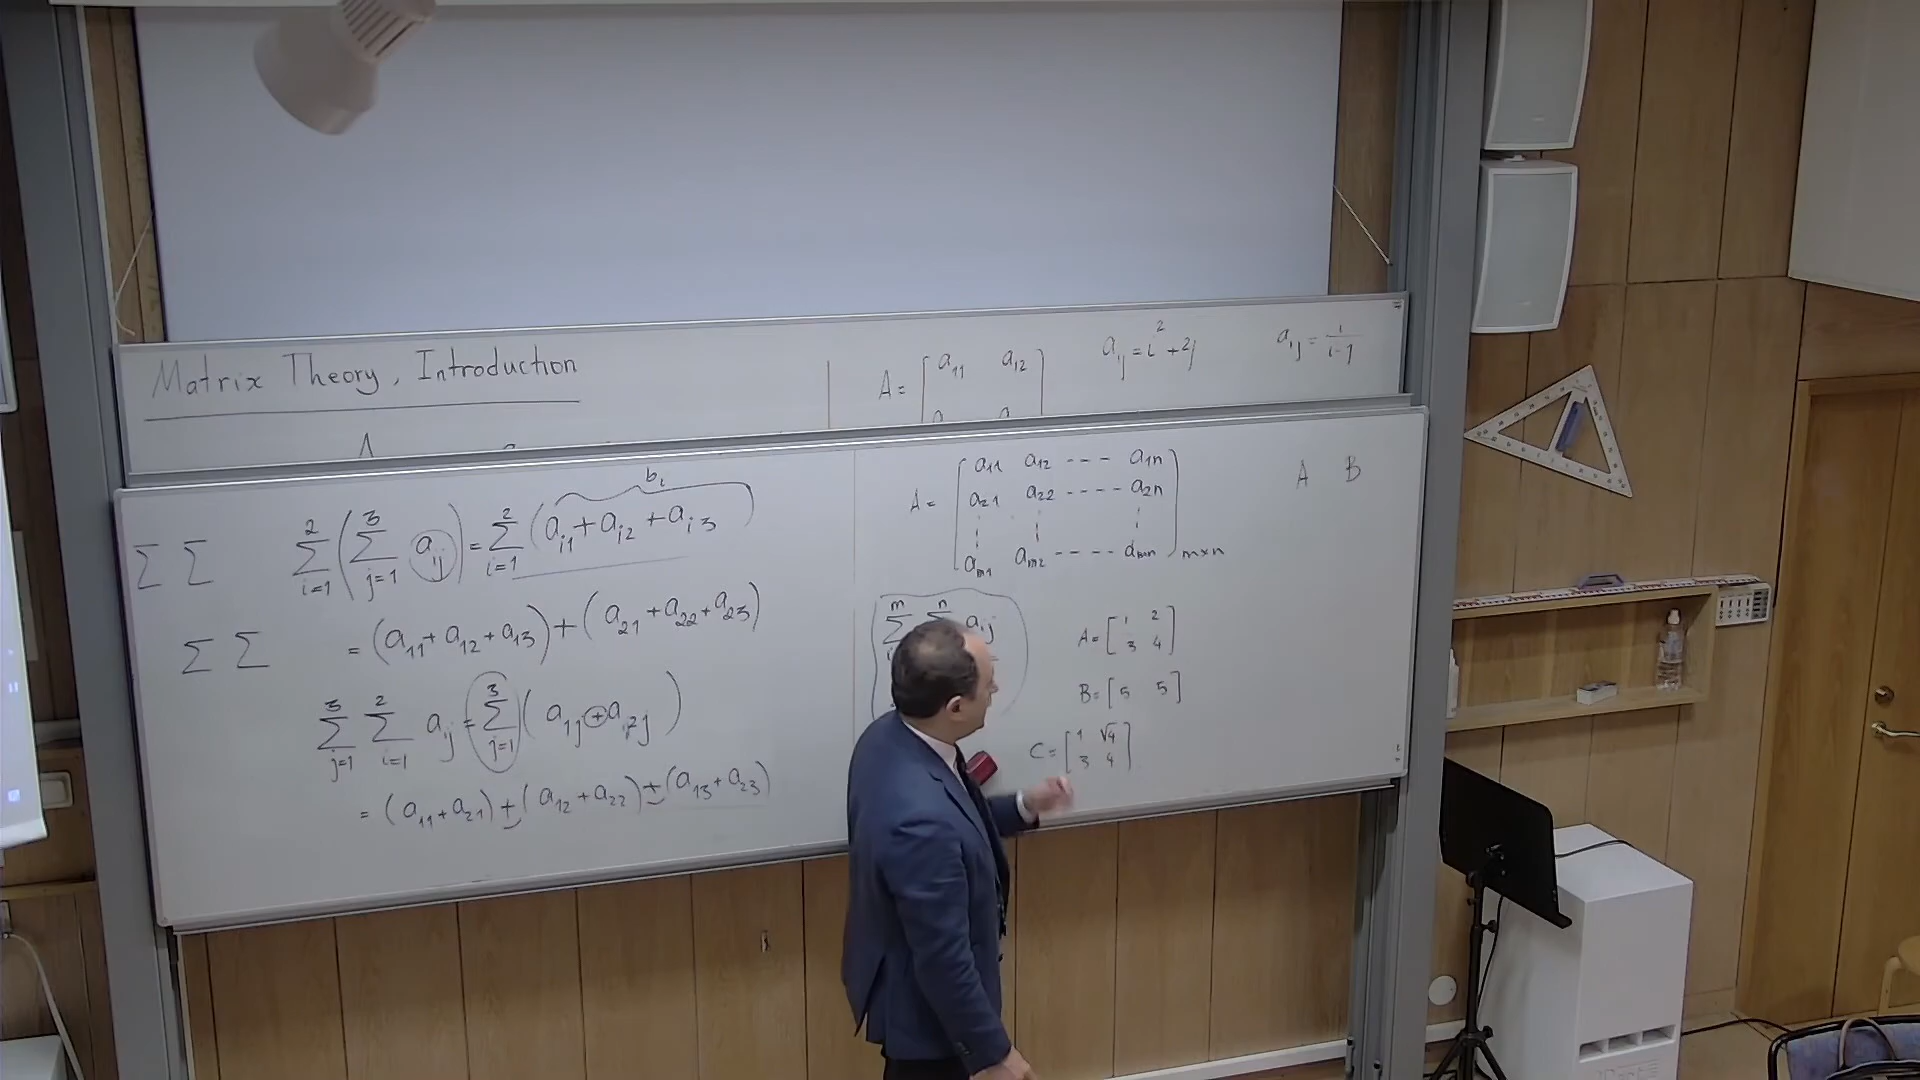 Matrix Theory, Introduction
A = [ a11 a12 ]
aij = i² + 2j
aij = 1/(i-j)
Σ Σ
Σ_{i=1}^{2} ( Σ_{j=1}^{3} aij ) = Σ_{i=1}^{2} ( ai1 + ai2 + ai3 )
bi
Σ Σ
= (a11 + a12 + a13) + (a21 + a22 + a23)
Σ_{j=1}^{3} Σ_{i=1}^{2} aij = Σ_{j=1}^{3} ( a1j + a2j )
= (a11 + a21) + (a12 + a22) + (a13 + a23)
a11 a12 ---- a1n
A = a21 a22 ---- a2n
am1 am2 ---- amn m×n
m n
Σ Σ aij
A = [ 1 2
3 4 ]
B = [ 5 5 ]
C = [ 1 √4
3 4 ]
A B